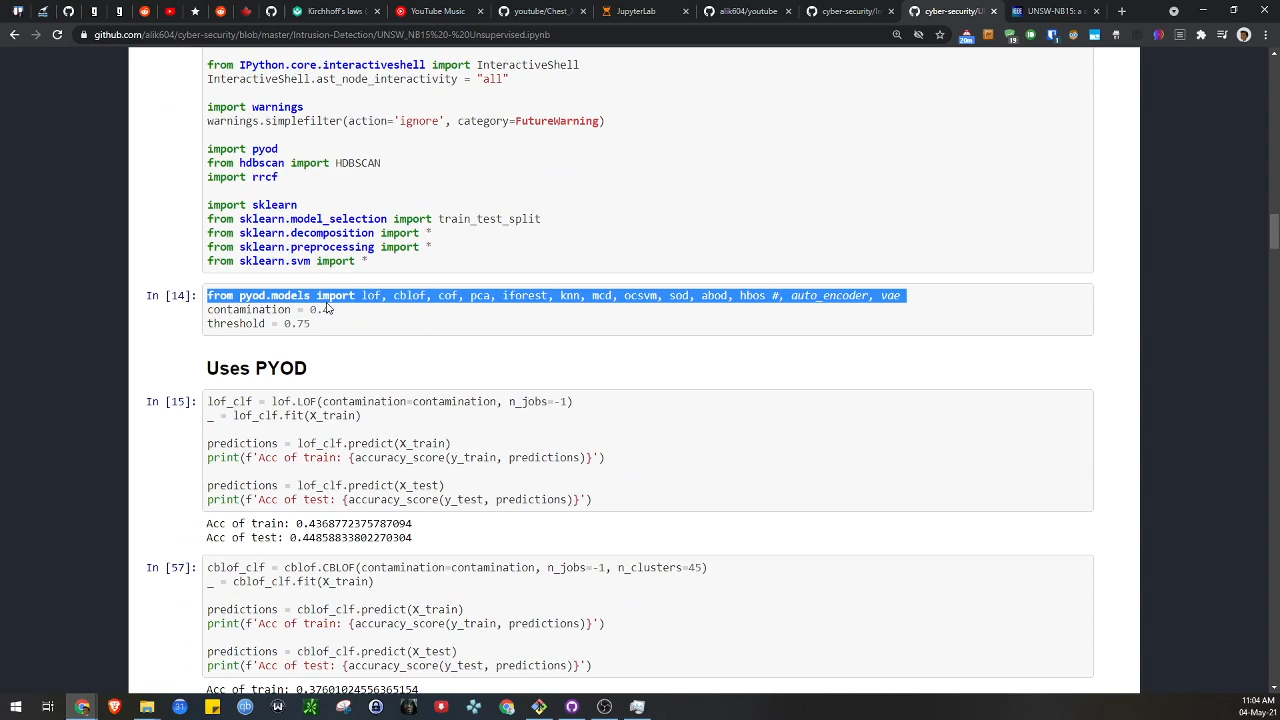 Kirchhoff's laws (
YouTube Music
youtube/Chest_
JupyterLab
alik604/youtube
cyber-security/In
cyber-security/U
UNSW-NB15: a
github.com/alik604/cyber-security/blob/master/Intrusion-Detection/UNSW_NB15%20-%20Unsupervised.ipynb
from IPython.core.interactiveshell import InteractiveShell
InteractiveShell.ast_node_interactivity = "all"
import warnings
warnings.simplefilter(action='ignore', category=FutureWarning)
import pyod
from hdbscan import HDBSCAN
import rrcf
import sklearn
from sklearn.model_selection import train_test_split
from sklearn.decomposition import *
from sklearn.preprocessing import *
from sklearn.svm import *
In [14]: from pyod.models import lof, cblof, cof, pca, iforest, knn, mcd, ocsvm, sod, abod, hbos #, auto_encoder, vae
contamination = 0.
threshold = 0.75
Uses PYOD
In [15]: lof_clf = lof.LOF(contamination=contamination, n_jobs=-1)
_ = lof_clf.fit(X_train)
predictions = lof_clf.predict(X_train)
print(f'Acc of train: {accuracy_score(y_train, predictions)}')
predictions = lof_clf.predict(X_test)
print(f'Acc of test: {accuracy_score(y_test, predictions)}')
Acc of train: 0.4368772375787094
Acc of test: 0.44858833802270304
In [57]: cblof_clf = cblof.CBLOF(contamination=contamination, n_jobs=-1, n_clusters=45)
_ = cblof_clf.fit(X_train)
predictions = cblof_clf.predict(X_train)
print(f'Acc of train: {accuracy_score(y_train, predictions)}')
predictions = cblof_clf.predict(X_test)
print(f'Acc of test: {accuracy_score(y_test, predictions)}')
Acc of train: 0.37601024556365154
11:04 AM
04-May-21